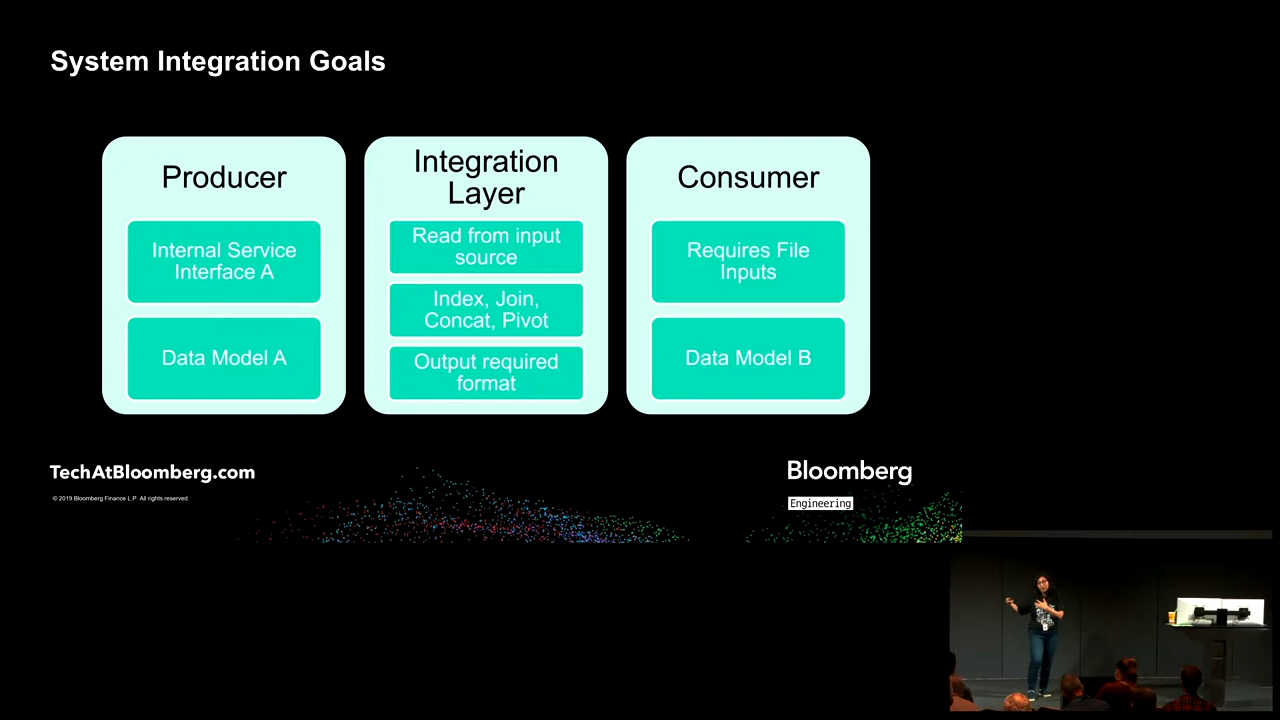 System Integration Goals
Producer
Internal Service
Interface A
Data Model A
Integration
Layer
Read from input
source
Index, Join,
Concat, Pivot
Output required
format
Consumer
Requires File
Inputs
Data Model B
TechAtBloomberg.com
© 2019 Bloomberg Finance L.P. All rights reserved.
Bloomberg
Engineering